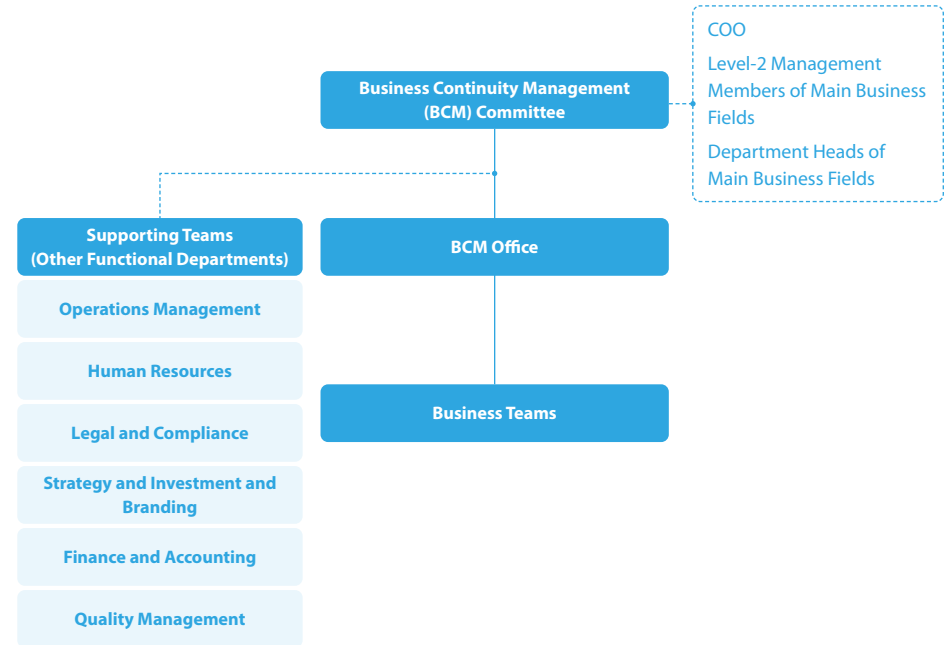 COO
Level-2 Management
Members of Main Business
Fields
Department Heads of
Main Business Fields
Business Continuity Management
(BCM) Committee
Supporting Teams
(Other Functional Departments)
BCM Office
Operations Management
Human Resources
Business Teams
Legal and Compliance
Strategy and Investment and
Branding
Finance and Accounting
Quality Management